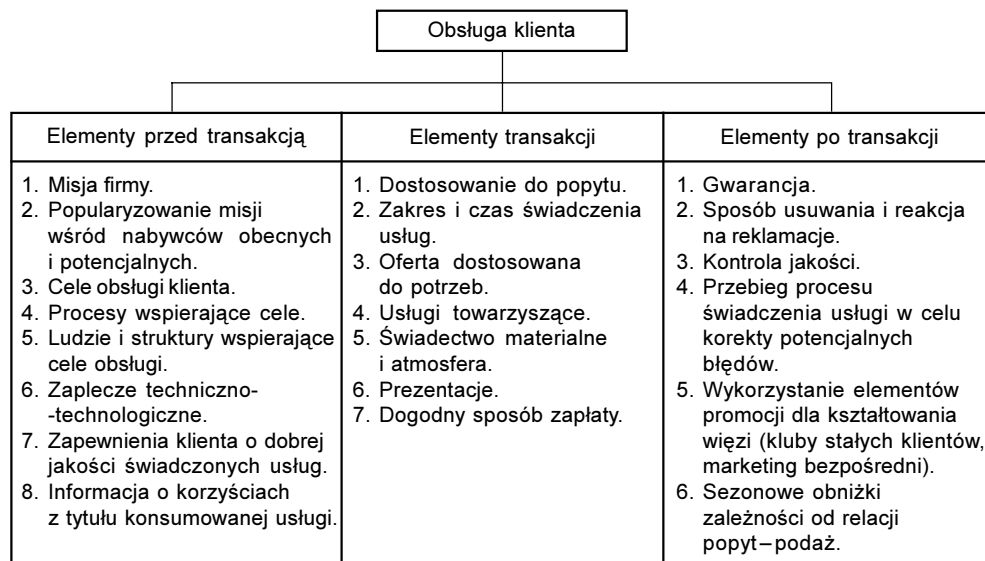 Obsługa klienta
Elementy przed transakcją
1. Misja firmy.
2. Popularyzowanie misji
wśród nabywców obecnych
i potencjalnych.
3. Cele obsługi klienta.
4. Procesy wspierające cele.
5. Ludzie i struktury wspierające
cele obsługi.
6. Zaplecze techniczno-
-technologiczne.
7. Zapewnienia klienta o dobrej
jakości świadczonych usług.
8. Informacja o korzyściach
z tytułu konsumowanej usługi.
Elementy transakcji
1. Dostosowanie do popytu.
2. Zakres i czas świadczenia
usług.
3. Oferta dostosowana
do potrzeb.
4. Usługi towarzyszące.
5. Świadectwo materialne
i atmosfera.
6. Prezentacje.
7. Dogodny sposób zapłaty.
Elementy po transakcji
1. Gwarancja.
2. Sposób usuwania i reakcja
na reklamacje.
3. Kontrola jakości.
4. Przebieg procesu
świadczenia usługi w celu
korekty potencjalnych
błędów.
5. Wykorzystanie elementów
promocji dla kształtowania
więzi (kluby stałych klientów,
marketing bezpośredni).
6. Sezonowe obniżki
zależności od relacji
popyt–podaż.